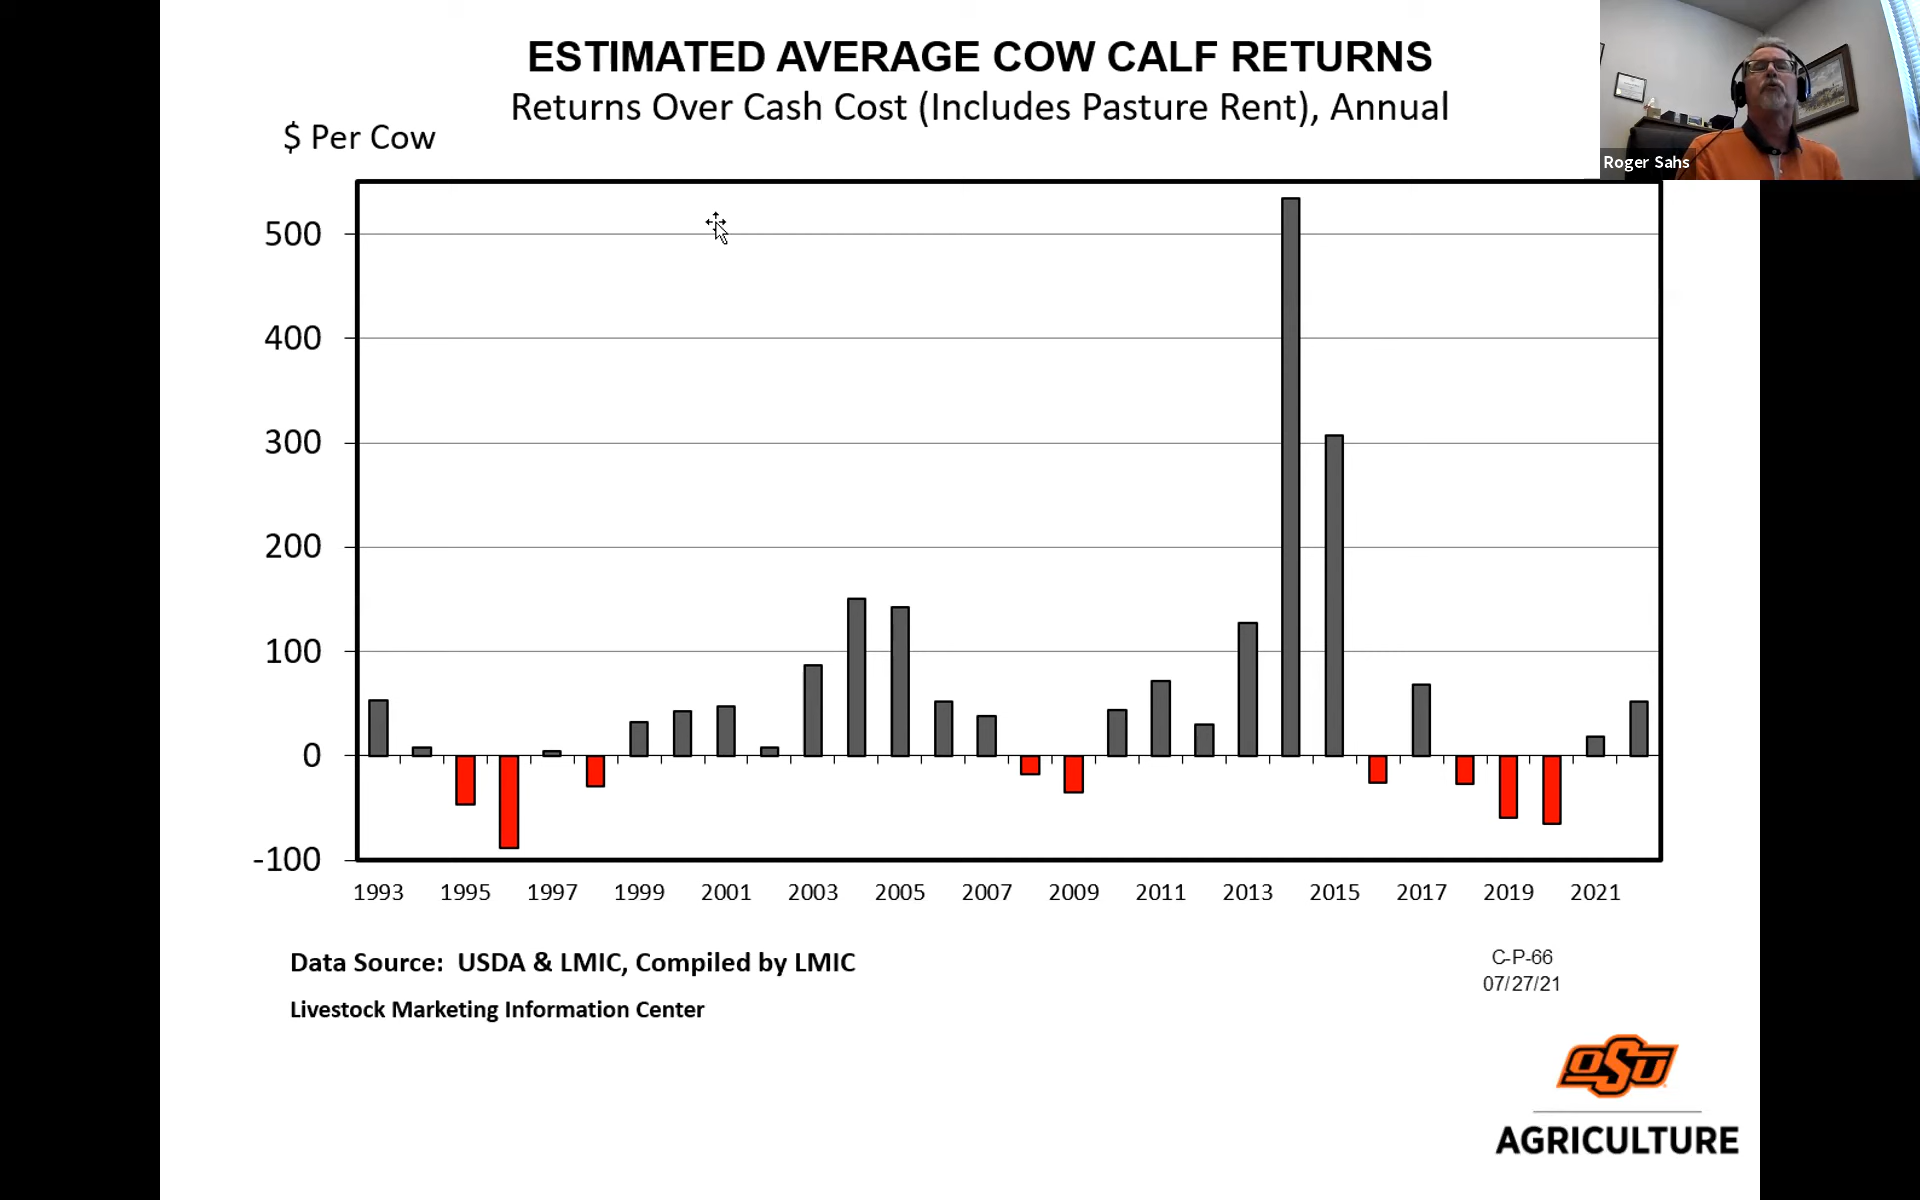 ESTIMATED AVERAGE COW CALF RETURNS
Returns Over Cash Cost (Includes Pasture Rent), Annual
$ Per Cow
Roger Sahs
500
400
300
200
100
0
-100
1993 1995 1997 1999 2001 2003 2005 2007 2009 2011 2013 2015 2017 2019 2021
Data Source: USDA & LMIC, Compiled by LMIC
Livestock Marketing Information Center
C-P-66
07/27/21
OSU
AGRICULTURE